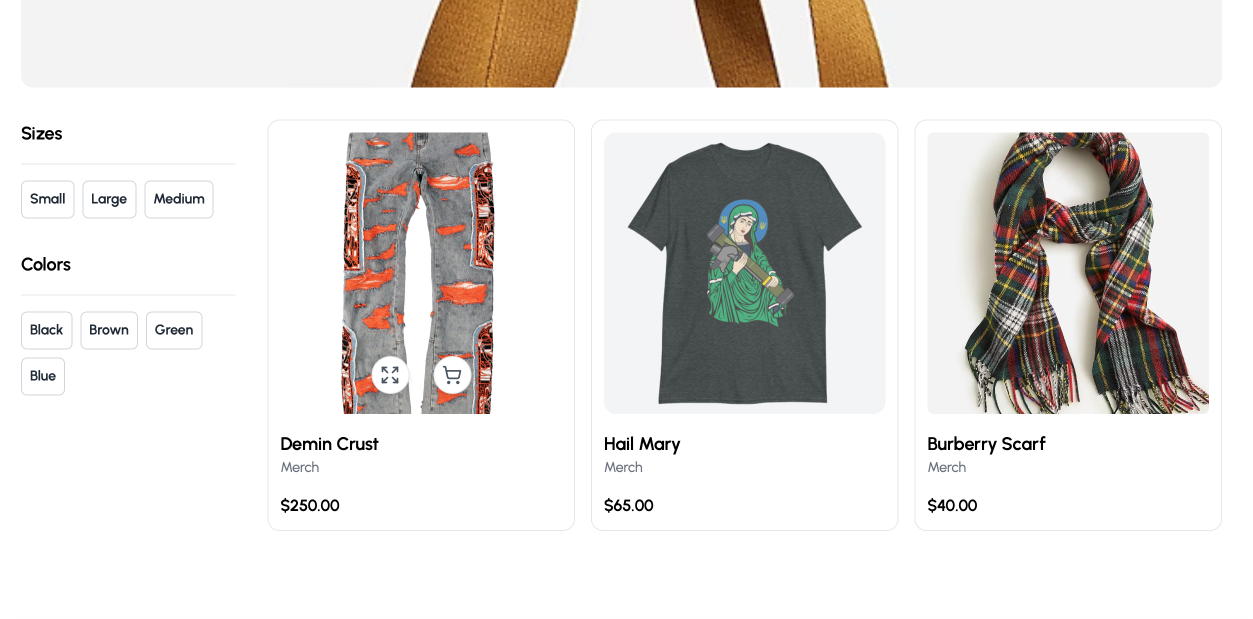 Sizes
Small
Large
Medium
Colors
Black
Brown
Green
Blue
Demin Crust
Merch
$250.00
Hail Mary
Merch
$65.00
Burberry Scarf
Merch
$40.00